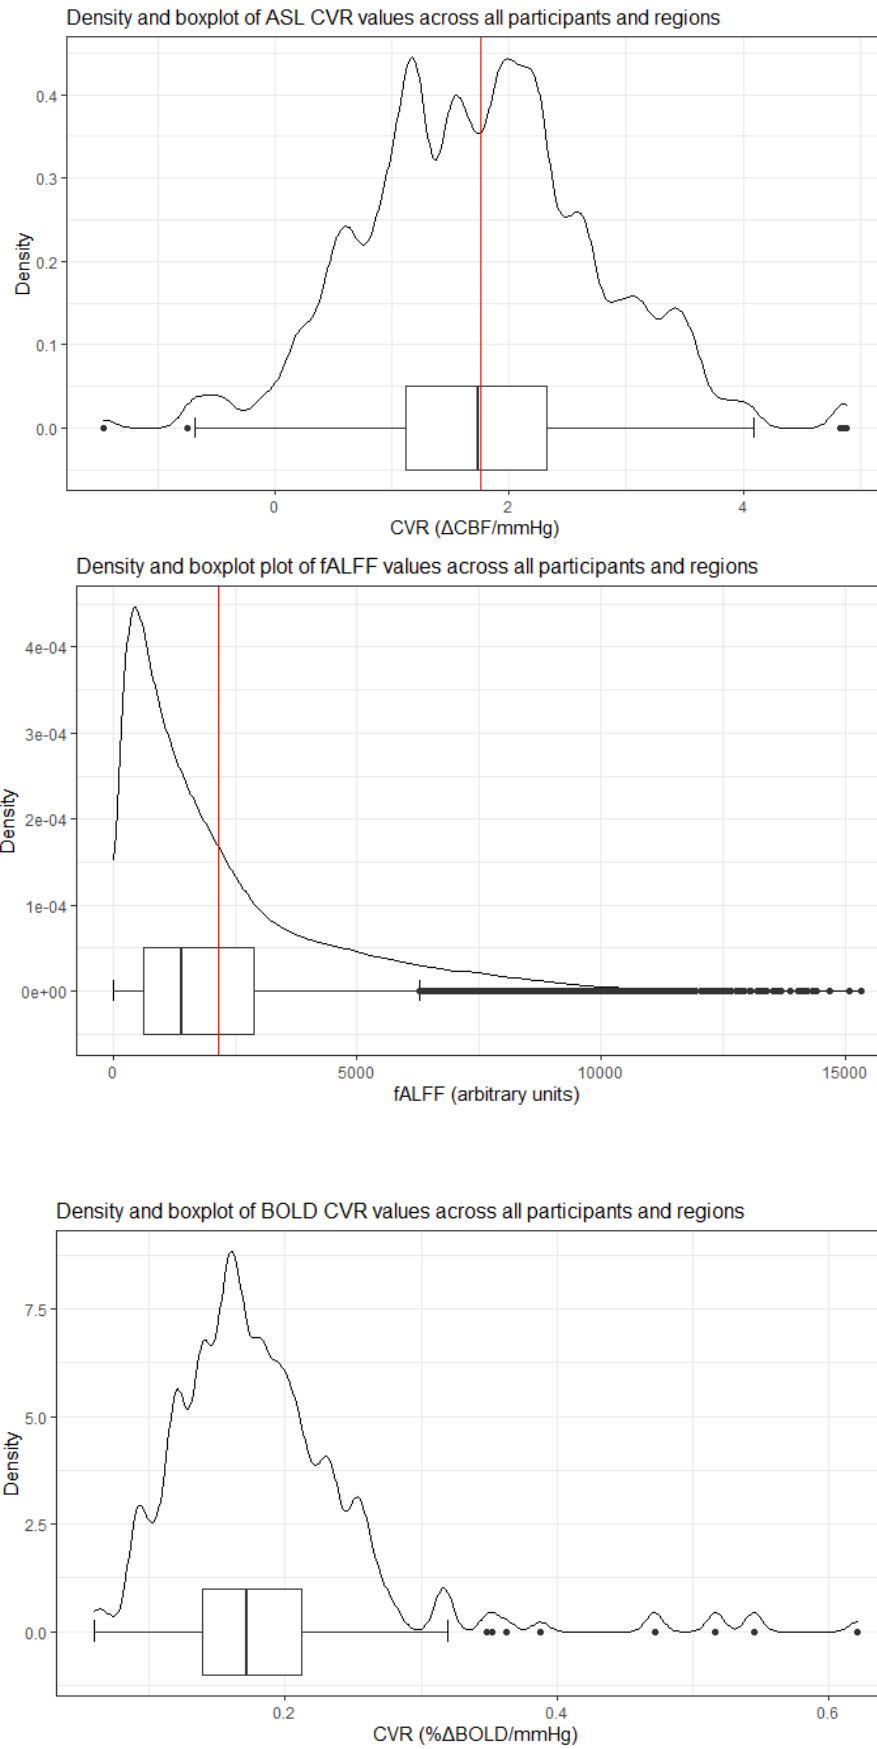 Density and boxplot of ASL CVR values across all participants and regions
0.4
0.3
0.2
0.1
0.0
Density
0 2 4
CVR (ΔCBF/mmHg)
Density and boxplot plot of fALFF values across all participants and regions
4e-04
3e-04
2e-04
1e-04
0e+00
Density
0 5000 10000 15000
fALFF (arbitrary units)
Density and boxplot of BOLD CVR values across all participants and regions
7.5
5.0
2.5
0.0
Density
0.2 0.4 0.6
CVR (%ΔBOLD/mmHg)